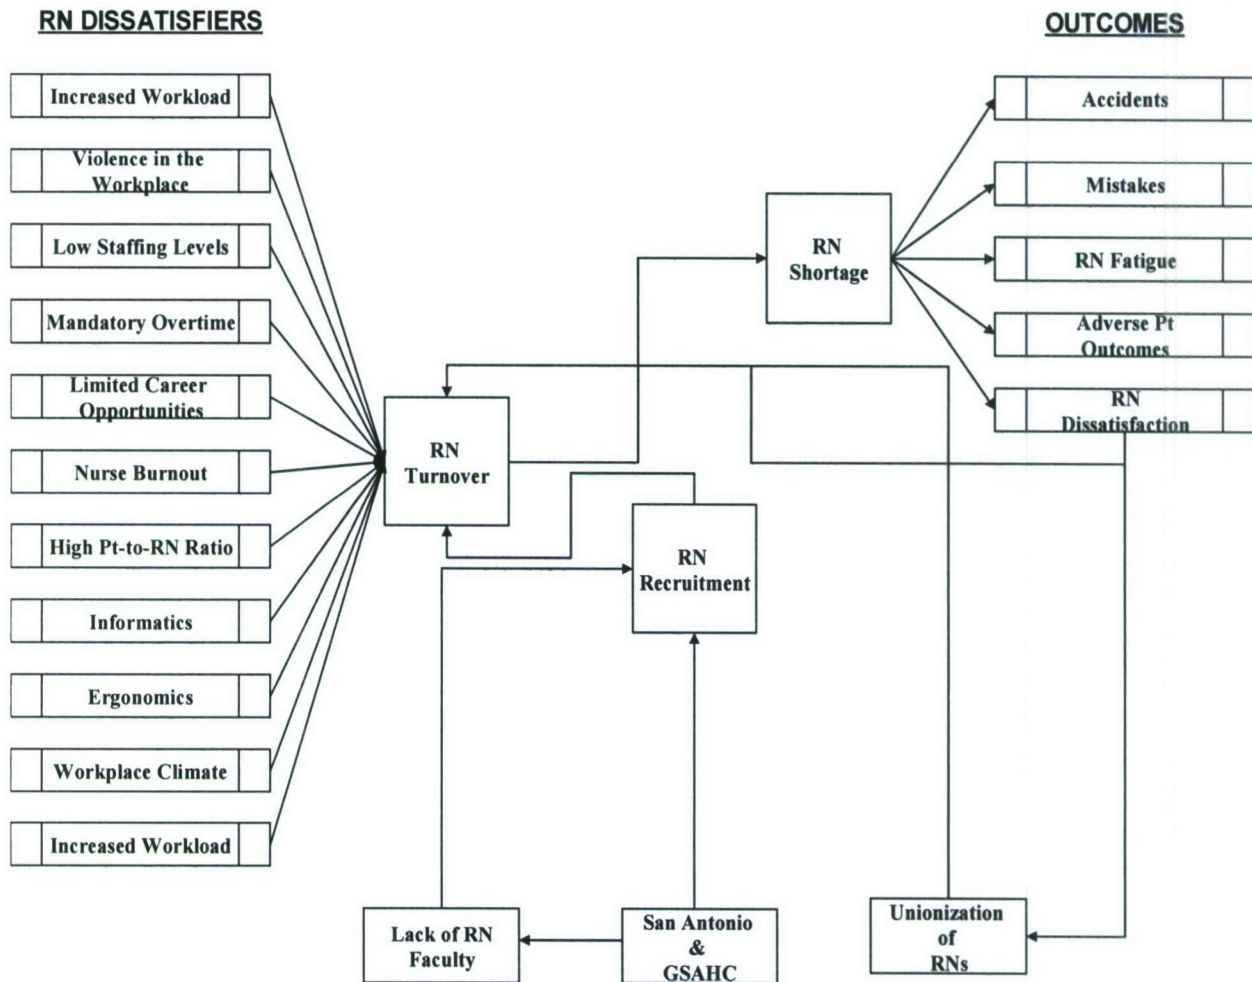 RN DISSATISFIERS
OUTCOMES
Increased Workload
Violence in the
Workplace
Low Staffing Levels
Mandatory Overtime
Limited Career
Opportunities
Nurse Burnout
High Pt-to-RN Ratio
Informatics
Ergonomics
Workplace Climate
Increased Workload
RN
Turnover
RN
Recruitment
RN
Shortage
Accidents
Mistakes
RN Fatigue
Adverse Pt
Outcomes
RN
Dissatisfaction
Lack of RN
Faculty
San Antonio
&
GSAHC
Unionization
of
RNs